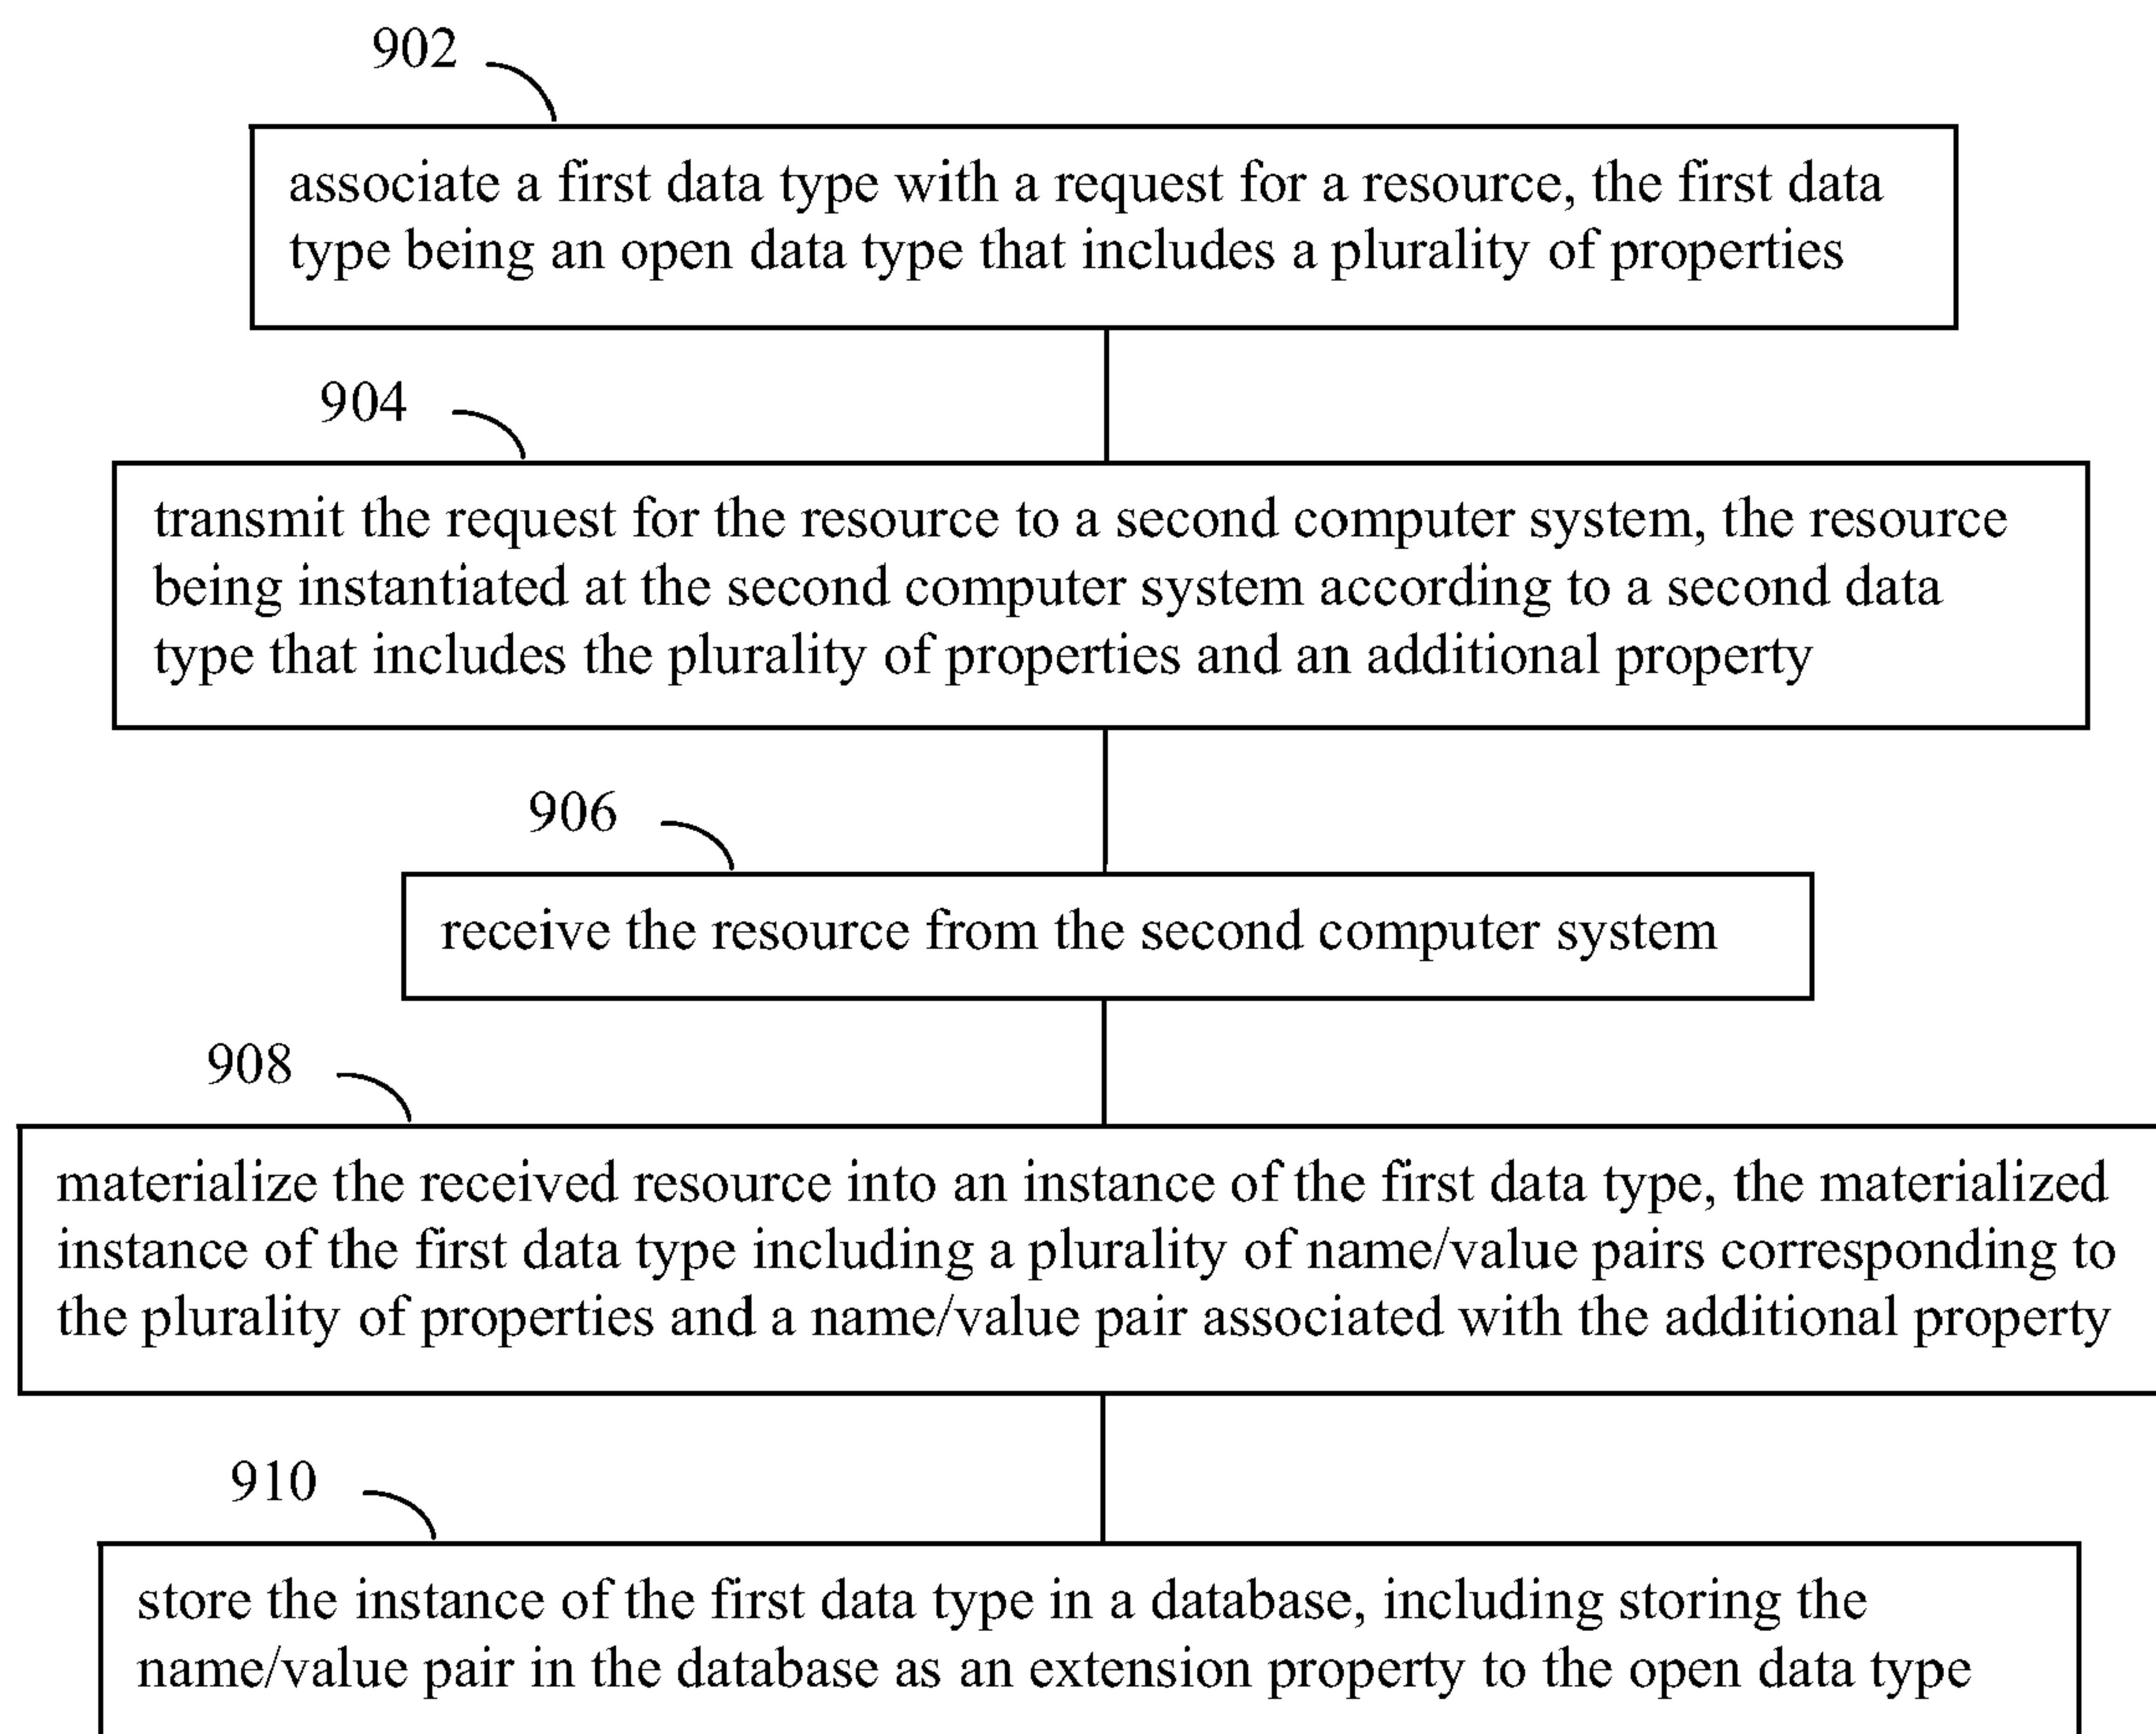 902
associate a first data type with a request for a resource, the first data
type being an open data type that includes a plurality of properties
904
transmit the request for the resource to a second computer system, the resource
being instantiated at the second computer system according to a second data
type that includes the plurality of properties and an additional property
906
receive the resource from the second computer system
908
materialize the received resource into an instance of the first data type, the materialized
instance of the first data type including a plurality of name/value pairs corresponding to
the plurality of properties and a name/value pair associated with the additional property
910
store the instance of the first data type in a database, including storing the
name/value pair in the database as an extension property to the open data type